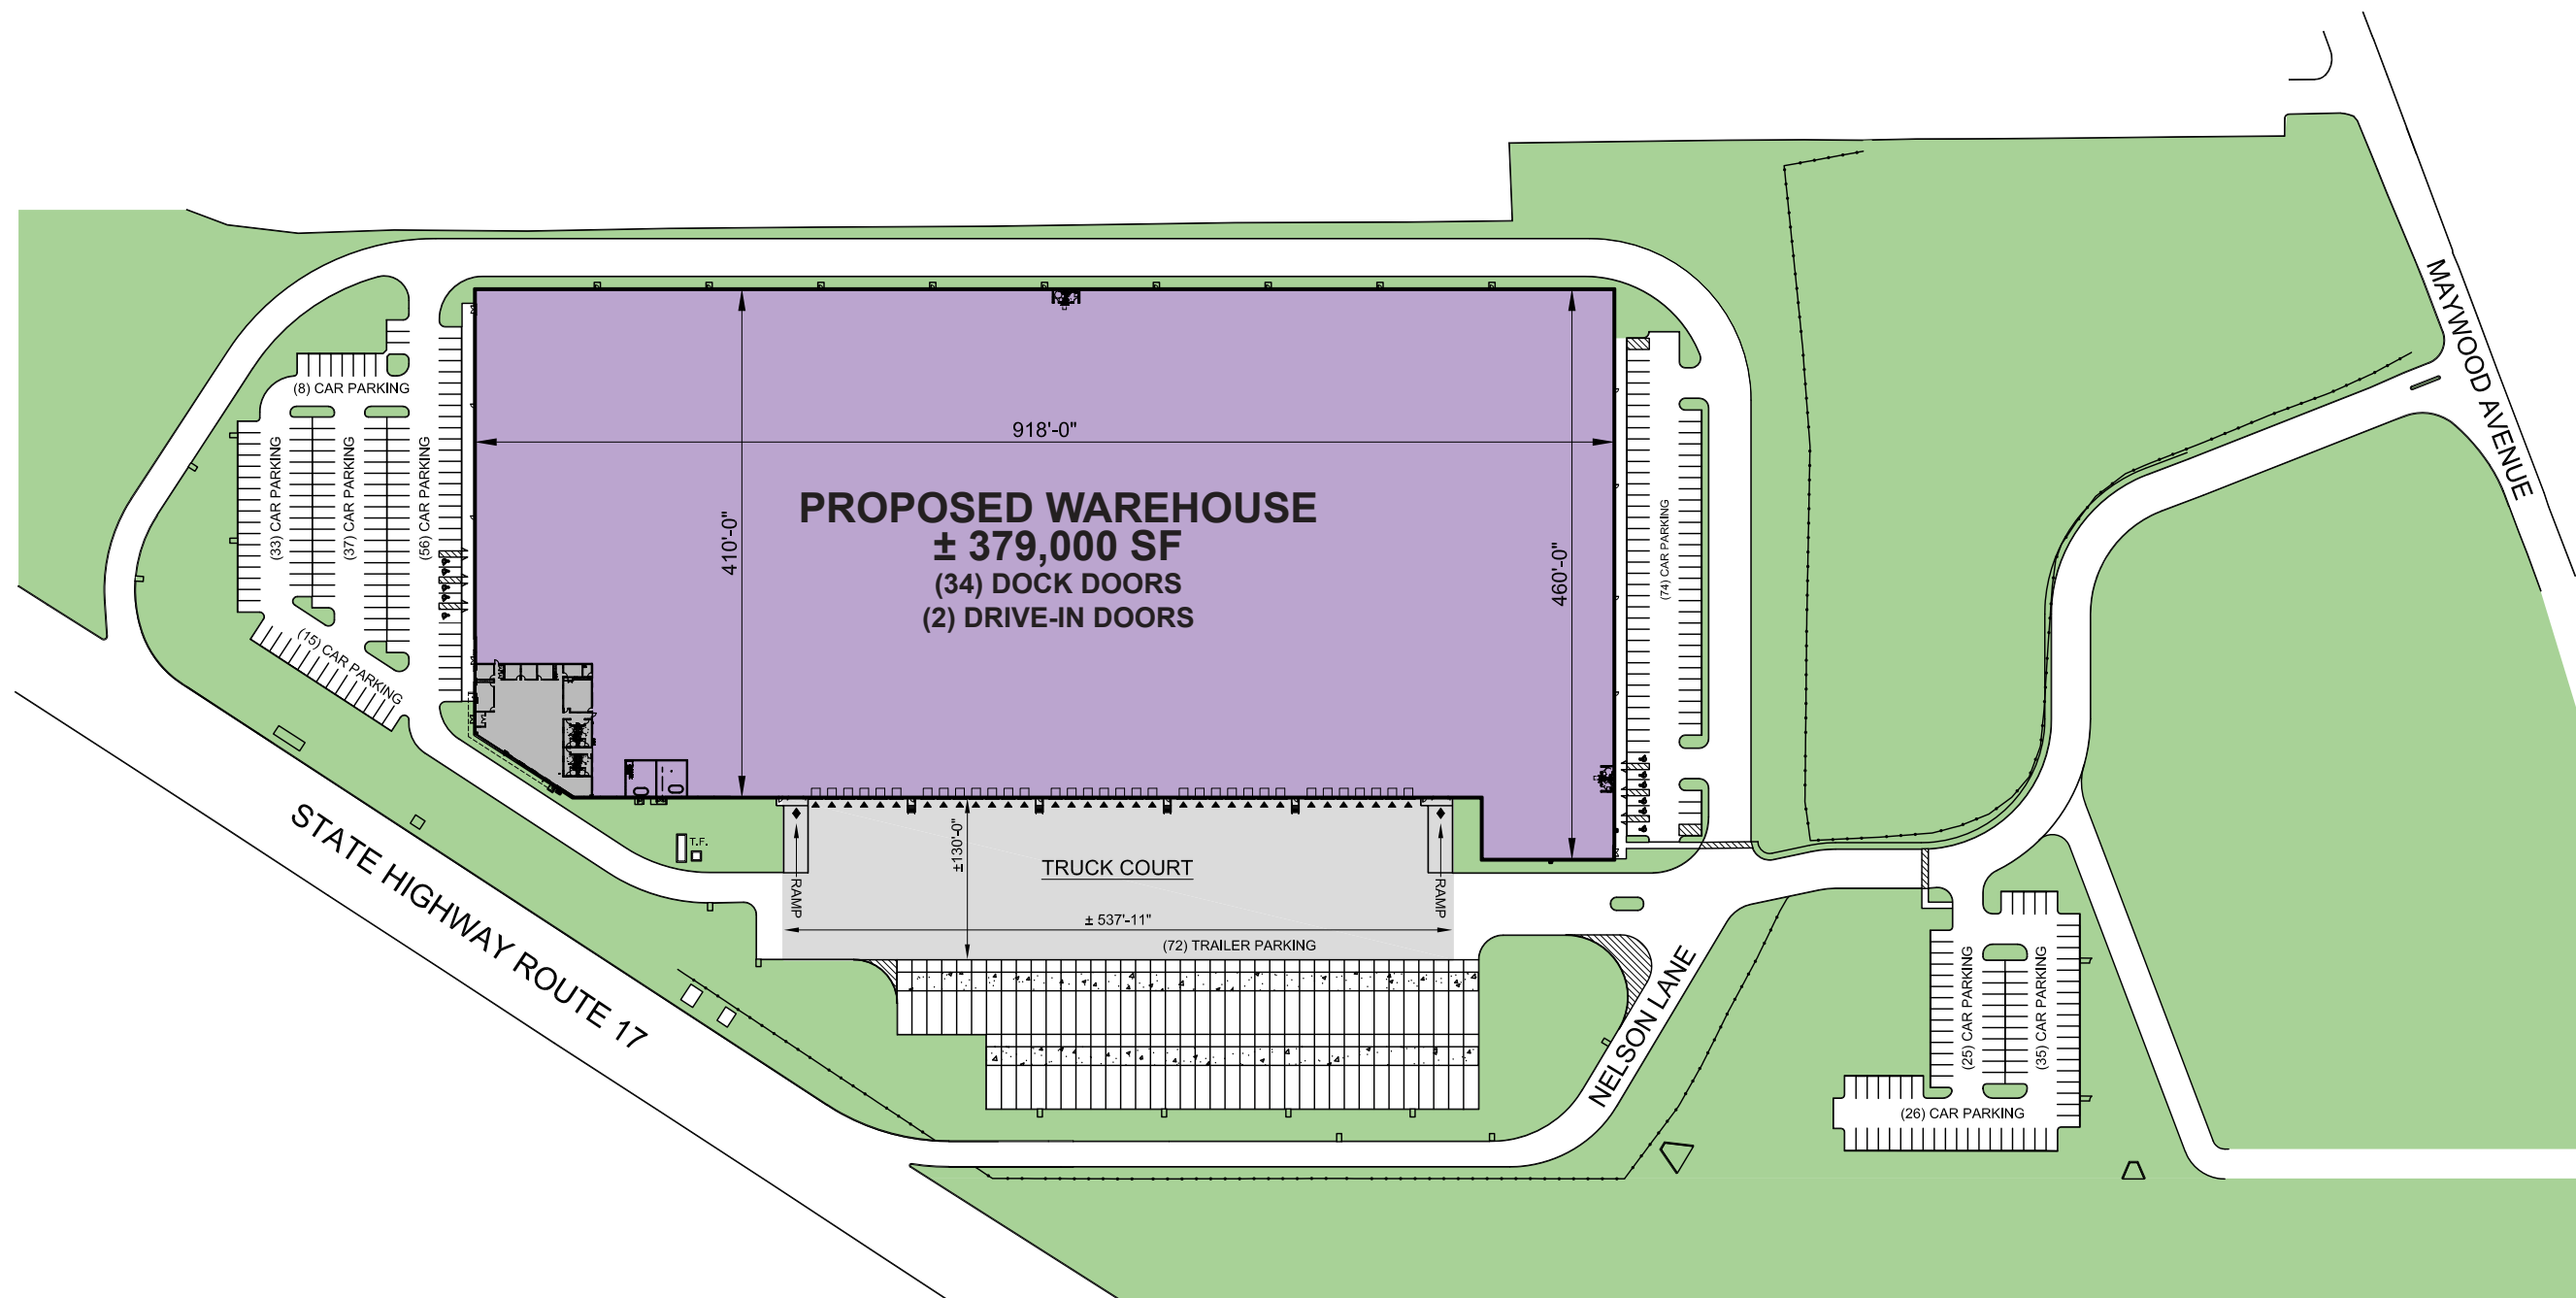 MAYWOOD AVENUE
(8) CAR PARKING
918'-0"
(33) CAR PARKING
(37) CAR PARKING
(56) CAR PARKING
410'-0"
PROPOSED WAREHOUSE
± 379,000 SF
(34) DOCK DOORS
(2) DRIVE-IN DOORS
460'-0"
(74) CAR PARKING
(15) CAR PARKING
T.F.
±130'-0"
TRUCK COURT
RAMP
RAMP
± 537'-11"
(72) TRAILER PARKING
STATE HIGHWAY ROUTE 17
NELSON LANE
(25) CAR PARKING
(35) CAR PARKING
(26) CAR PARKING